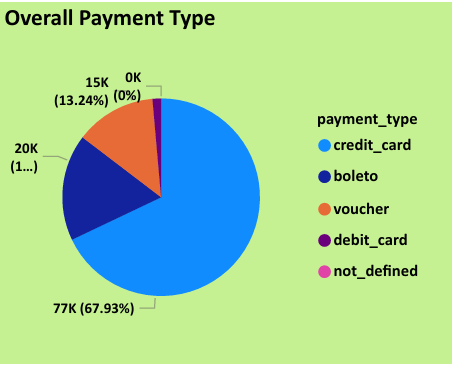 Overall Payment Type
0K
(0%)
15K
(13.24%)
20K
(1...)
77K (67.93%)
payment_type
credit_card
boleto
voucher
debit_card
not_defined